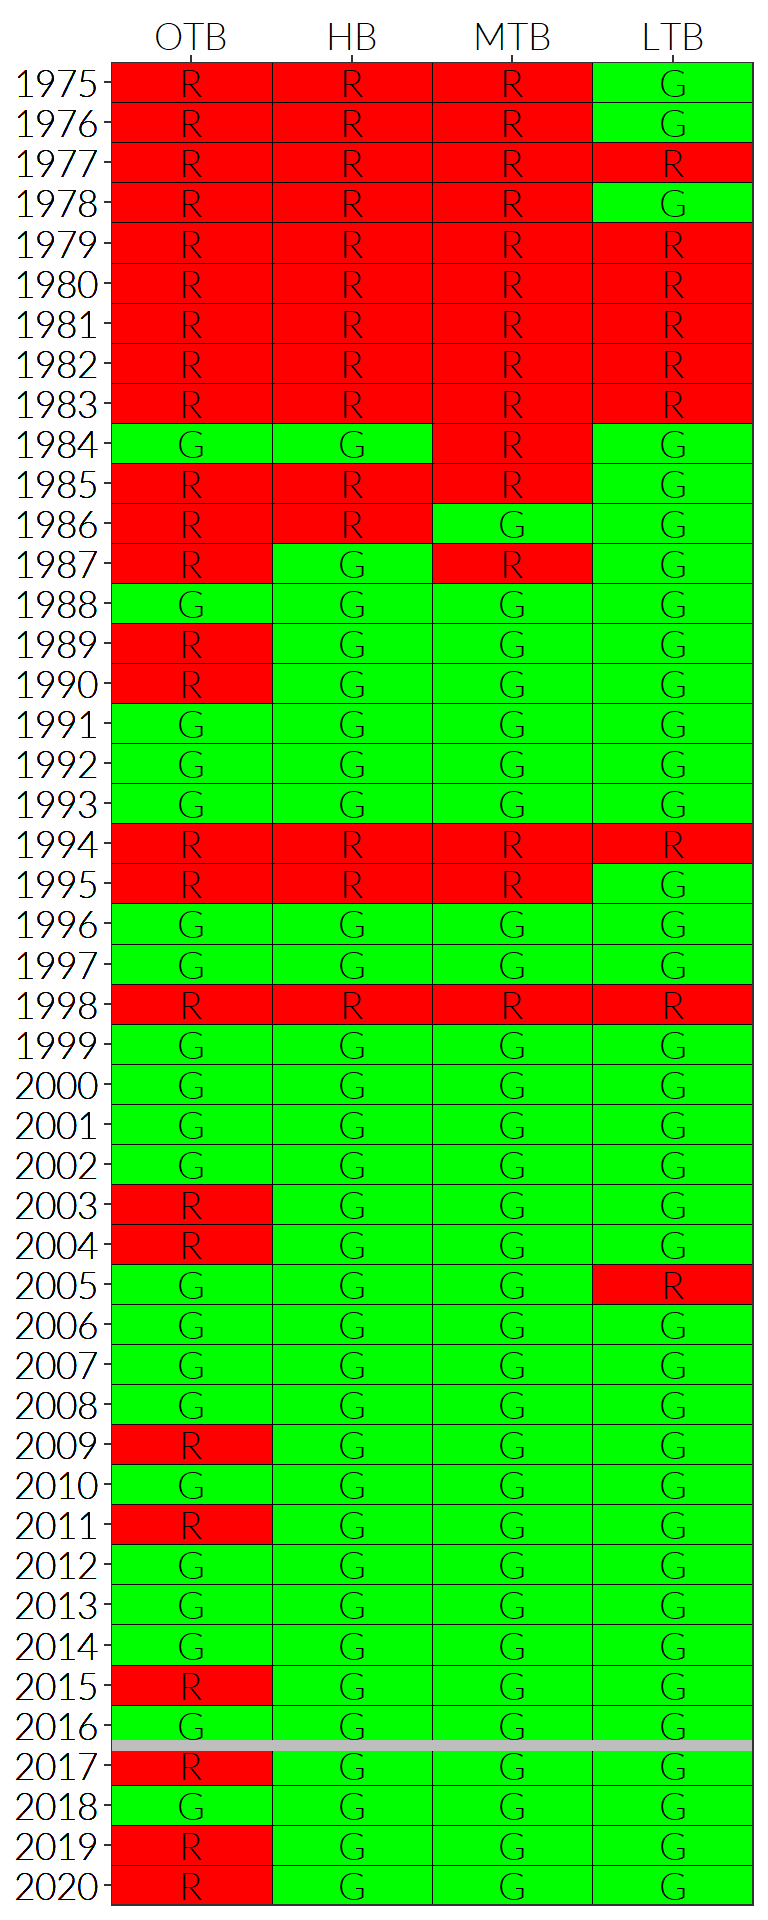 OTB HB MTB LTB
1975 R R R G
1976 R R R G
1977 R R R R
1978 R R R G
1979 R R R R
1980 R R R R
1981 R R R R
1982 R R R R
1983 R R R R
1984 G G R G
1985 R R R G
1986 R R G G
1987 R G R G
1988 G G G G
1989 R G G G
1990 R G G G
1991 G G G G
1992 G G G G
1993 G G G G
1994 R R R R
1995 R R R G
1996 G G G G
1997 G G G G
1998 R R R R
1999 G G G G
2000 G G G G
2001 G G G G
2002 G G G G
2003 R G G G
2004 R G G G
2005 G G G R
2006 G G G G
2007 G G G G
2008 G G G G
2009 R G G G
2010 G G G G
2011 R G G G
2012 G G G G
2013 G G G G
2014 G G G G
2015 R G G G
2016 G G G G
2017 R G G G
2018 G G G G
2019 R G G G
2020 R G G G